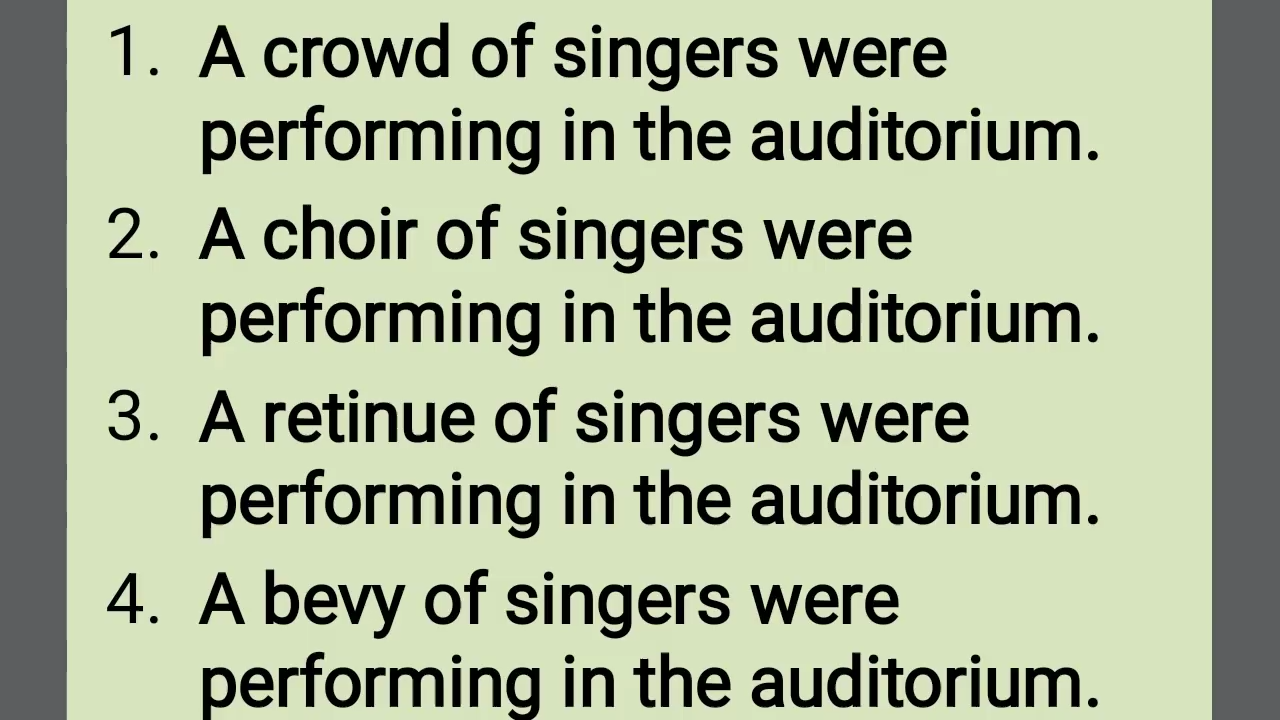 1. A crowd of singers were
performing in the auditorium.
2. A choir of singers were
performing in the auditorium.
3. A retinue of singers were
performing in the auditorium.
4. A bevy of singers were
performing in the auditorium.